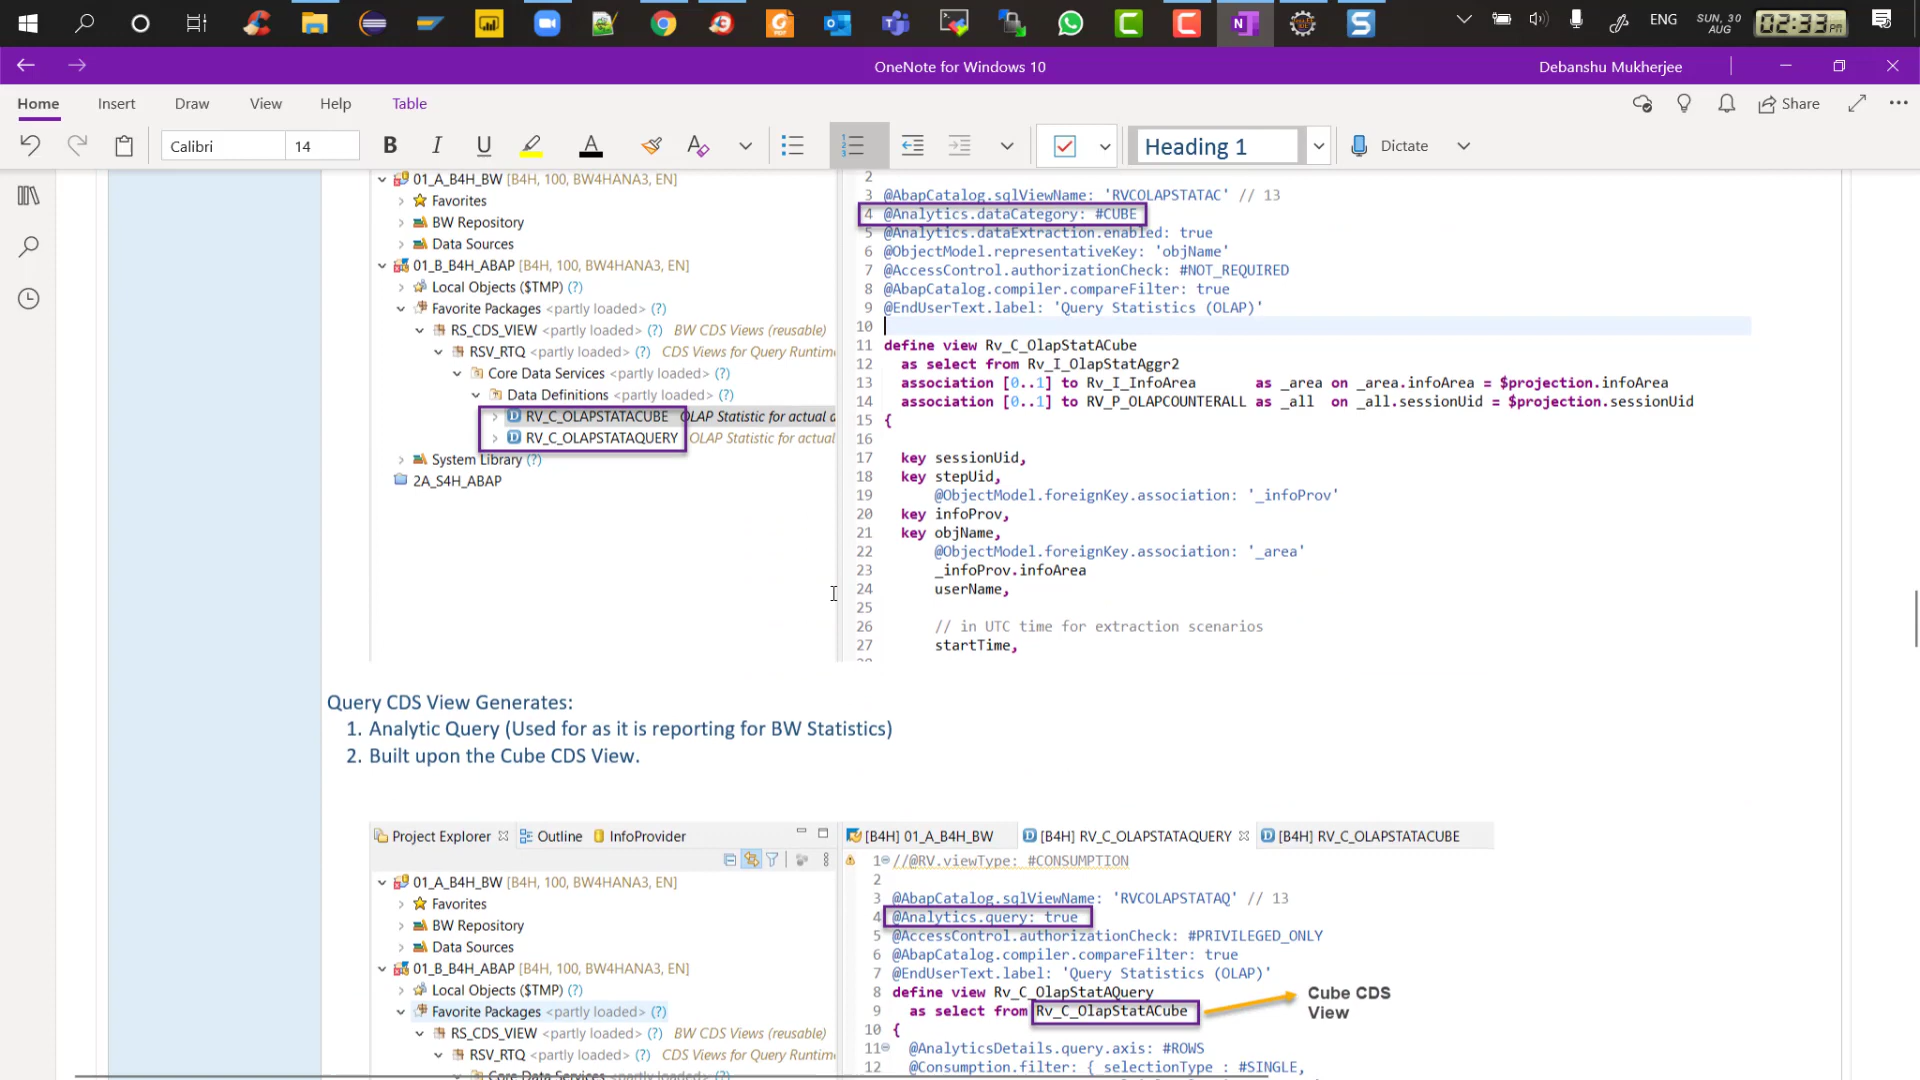 ENG
SUN, 30
AUG
02:33 PM
OneNote for Windows 10
Debanshu Mukherjee
Home
Insert
Draw
View
Help
Table
Share
Calibri
14
B
I
U
A
Heading 1
Dictate
01_A_B4H_BW [B4H, 100, BW4HANA3, EN]
Favorites
BW Repository
Data Sources
01_B_B4H_ABAP [B4H, 100, BW4HANA3, EN]
Local Objects ($TMP) (?)
Favorite Packages <partly loaded> (?)
RS_CDS_VIEW <partly loaded> (?) BW CDS Views (reusable)
RSV_RTQ <partly loaded> (?) CDS Views for Query Runtime
Core Data Services <partly loaded> (?)
Data Definitions <partly loaded> (?)
RV_C_OLAPSTATACUBE OLAP Statistic for actual d
RV_C_OLAPSTATAQUERY OLAP Statistic for actual
System Library (?)
2A_S4H_ABAP
2
3 @AbapCatalog.sqlViewName: 'RVCOLAPSTATAC' // 13
4 @Analytics.dataCategory: #CUBE
5 @Analytics.dataExtraction.enabled: true
6 @ObjectModel.representativeKey: 'objName'
7 @AccessControl.authorizationCheck: #NOT_REQUIRED
8 @AbapCatalog.compiler.compareFilter: true
9 @EndUserText.label: 'Query Statistics (OLAP)'
10
11 define view Rv_C_OlapStatACube
12 as select from Rv_I_OlapStatAggr2
13 association [0..1] to Rv_I_InfoArea as _area on _area.infoArea = $projection.infoArea
14 association [0..1] to RV_P_OLAPCOUNTERALL as _all on _all.sessionUid = $projection.sessionUid
15 {
16
17 key sessionUid,
18 key stepUid,
19 @ObjectModel.foreignKey.association: '_infoProv'
20 key infoProv,
21 key objName,
22 @ObjectModel.foreignKey.association: '_area'
23 _infoProv.infoArea
24 userName,
25
26 // in UTC time for extraction scenarios
27 startTime,
Query CDS View Generates:
1. Analytic Query (Used for as it is reporting for BW Statistics)
2. Built upon the Cube CDS View.
Project Explorer
Outline
InfoProvider
01_A_B4H_BW [B4H, 100, BW4HANA3, EN]
Favorites
BW Repository
Data Sources
01_B_B4H_ABAP [B4H, 100, BW4HANA3, EN]
Local Objects ($TMP) (?)
Favorite Packages <partly loaded> (?)
RS_CDS_VIEW <partly loaded> (?) BW CDS Views (reusable)
RSV_RTQ <partly loaded> (?) CDS Views for Query Runtime
Core Data Services <partly loaded> (?)
[B4H] 01_A_B4H_BW
[B4H] RV_C_OLAPSTATAQUERY
[B4H] RV_C_OLAPSTATACUBE
1 //@RV.viewType: #CONSUMPTION
2
3 @AbapCatalog.sqlViewName: 'RVCOLAPSTATAQ' // 13
4 @Analytics.query: true
5 @AccessControl.authorizationCheck: #PRIVILEGED_ONLY
6 @AbapCatalog.compiler.compareFilter: true
7 @EndUserText.label: 'Query Statistics (OLAP)'
8 define view Rv_C_OlapStatAQuery
9 as select from Rv_C_OlapStatACube
10 {
11 @AnalyticsDetails.query.axis: #ROWS
12 @Consumption.filter: { selectionType : #SINGLE,
Cube CDS
View